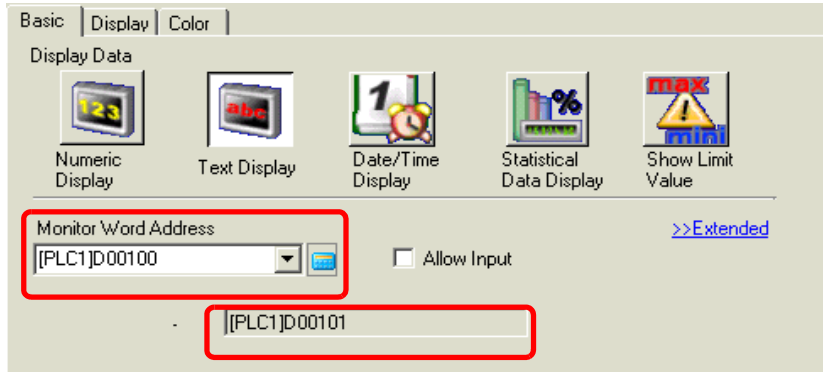 Basic Display Color
Display Data
123 abc 1 % max
mini
Numeric Display Text Display Date/Time Display Statistical Data Display Show Limit Value
Monitor Word Address >>Extended
[PLC1]D00100 Allow Input
- [PLC1]D00101